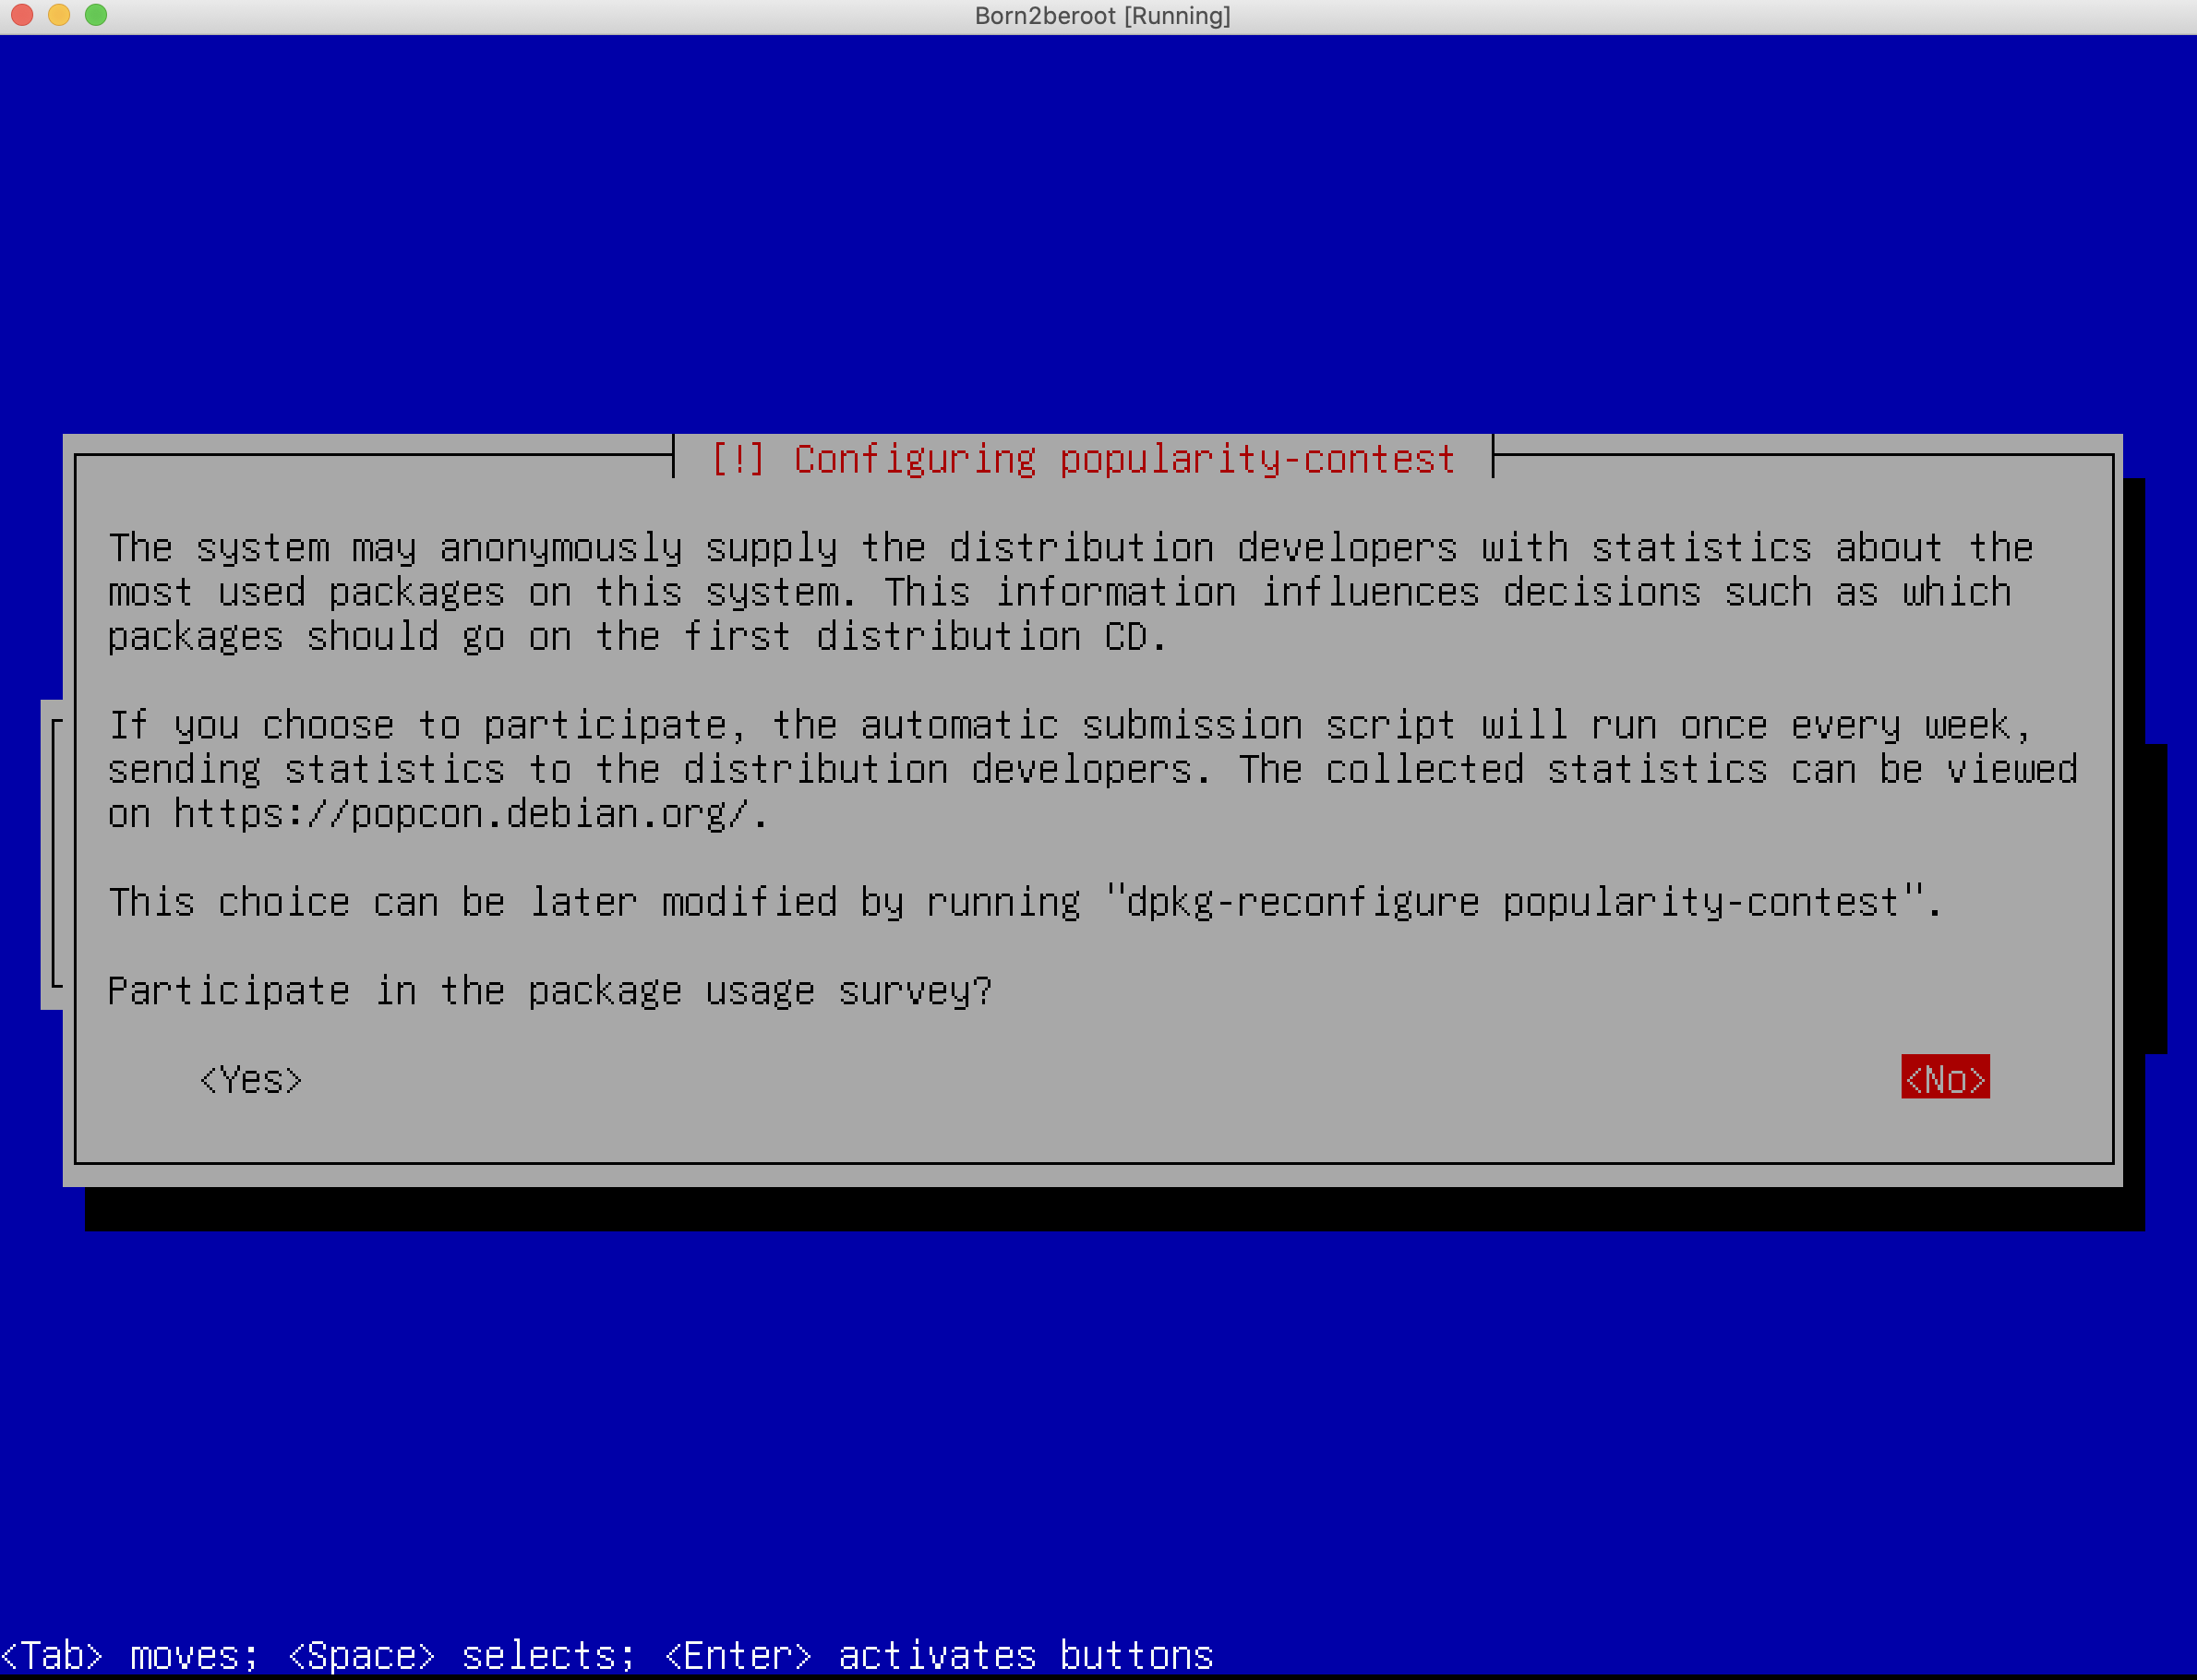 Born2beroot [Running]
[!] Configuring popularity-contest
The system may anonymously supply the distribution developers with statistics about the
most used packages on this system. This information influences decisions such as which
packages should go on the first distribution CD.
If you choose to participate, the automatic submission script will run once every week,
sending statistics to the distribution developers. The collected statistics can be viewed
on https://popcon.debian.org/.
This choice can be later modified by running "dpkg-reconfigure popularity-contest".
Participate in the package usage survey?
<Yes> <No>
<Tab> moves; <Space> selects; <Enter> activates buttons